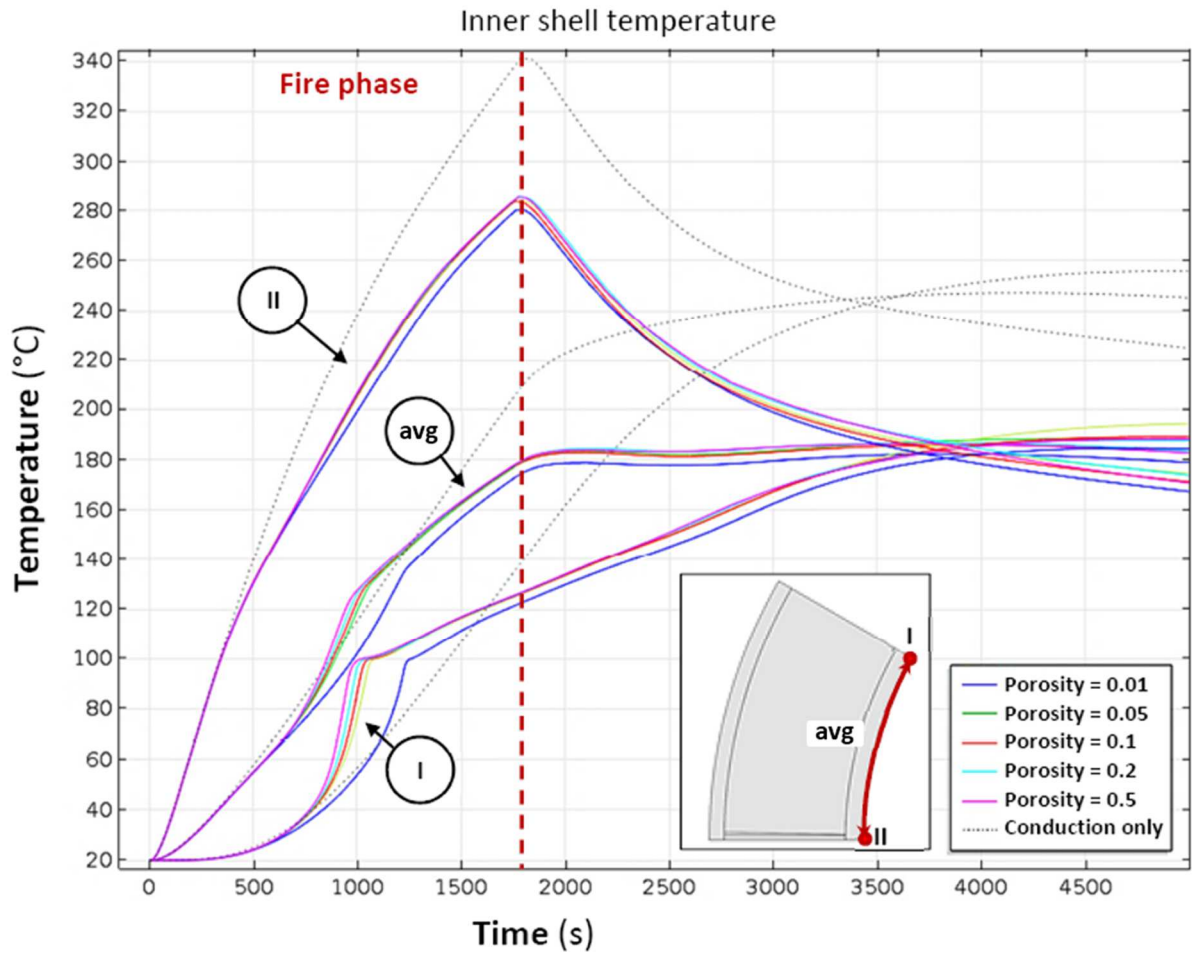 Inner shell temperature
Fire phase
Temperature (°C)
340
320
300
280
260
240
220
200
180
160
140
120
100
80
60
40
20
II
avg
I
I
avg
II
Porosity = 0.01
Porosity = 0.05
Porosity = 0.1
Porosity = 0.2
Porosity = 0.5
Conduction only
0 500 1000 1500 2000 2500 3000 3500 4000 4500
Time (s)